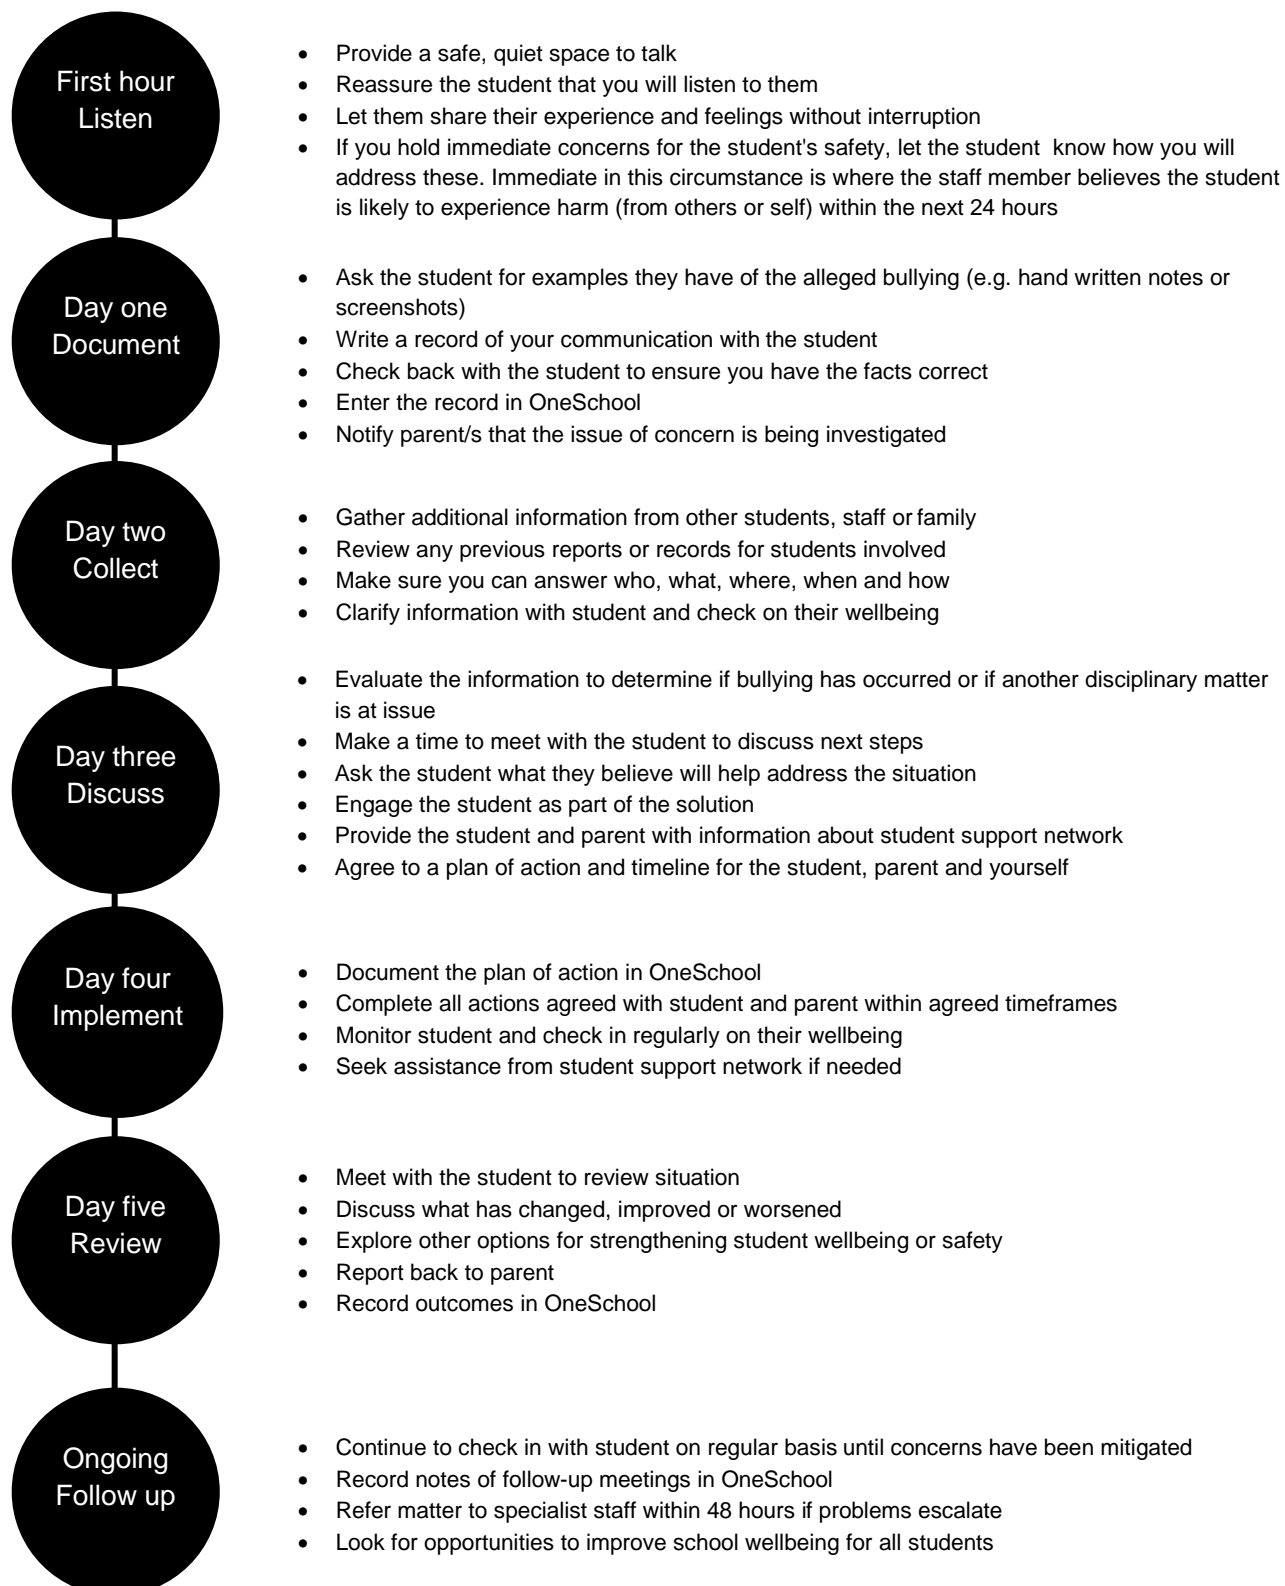 First hour
Listen
• Provide a safe, quiet space to talk
• Reassure the student that you will listen to them
• Let them share their experience and feelings without interruption
• If you hold immediate concerns for the student's safety, let the student  know how you will
address these. Immediate in this circumstance is where the staff member believes the student
is likely to experience harm (from others or self) within the next 24 hours
Day one
Document
• Ask the student for examples they have of the alleged bullying (e.g. hand written notes or
screenshots)
• Write a record of your communication with the student
• Check back with the student to ensure you have the facts correct
• Enter the record in OneSchool
• Notify parent/s that the issue of concern is being investigated
Day two
Collect
• Gather additional information from other students, staff or family
• Review any previous reports or records for students involved
• Make sure you can answer who, what, where, when and how
• Clarify information with student and check on their wellbeing
Day three
Discuss
• Evaluate the information to determine if bullying has occurred or if another disciplinary matter
is at issue
• Make a time to meet with the student to discuss next steps
• Ask the student what they believe will help address the situation
• Engage the student as part of the solution
• Provide the student and parent with information about student support network
• Agree to a plan of action and timeline for the student, parent and yourself
Day four
Implement
• Document the plan of action in OneSchool
• Complete all actions agreed with student and parent within agreed timeframes
• Monitor student and check in regularly on their wellbeing
• Seek assistance from student support network if needed
Day five
Review
• Meet with the student to review situation
• Discuss what has changed, improved or worsened
• Explore other options for strengthening student wellbeing or safety
• Report back to parent
• Record outcomes in OneSchool
Ongoing
Follow up
• Continue to check in with student on regular basis until concerns have been mitigated
• Record notes of follow-up meetings in OneSchool
• Refer matter to specialist staff within 48 hours if problems escalate
• Look for opportunities to improve school wellbeing for all students